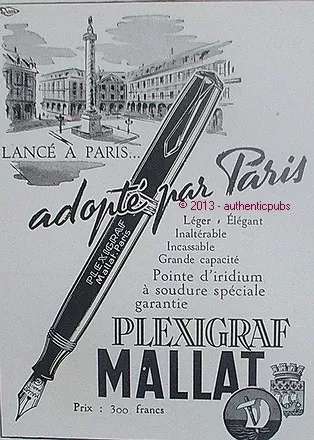 LANCÉ À PARIS...
adopté par Paris
© 2013 - authenticpubs
Léger, Élégant
Inaltérable
Incassable
Grande capacité
Pointe d'iridium
à soudure spéciale
garantie
PLEXIGRAF
Mallat. Paris
PLEXIGRAF
MALLAT
Prix : 300 francs